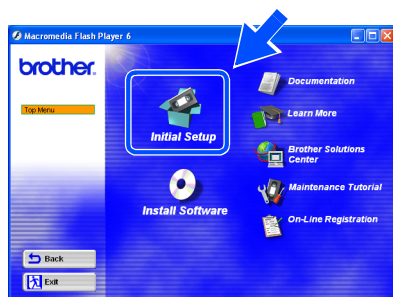 Macromedia Flash Player 6
brother.
Top Menu
Initial Setup
Install Software
Documentation
Learn More
Brother Solutions
Center
Maintenance Tutorial
On-Line Registration
Back
Exit